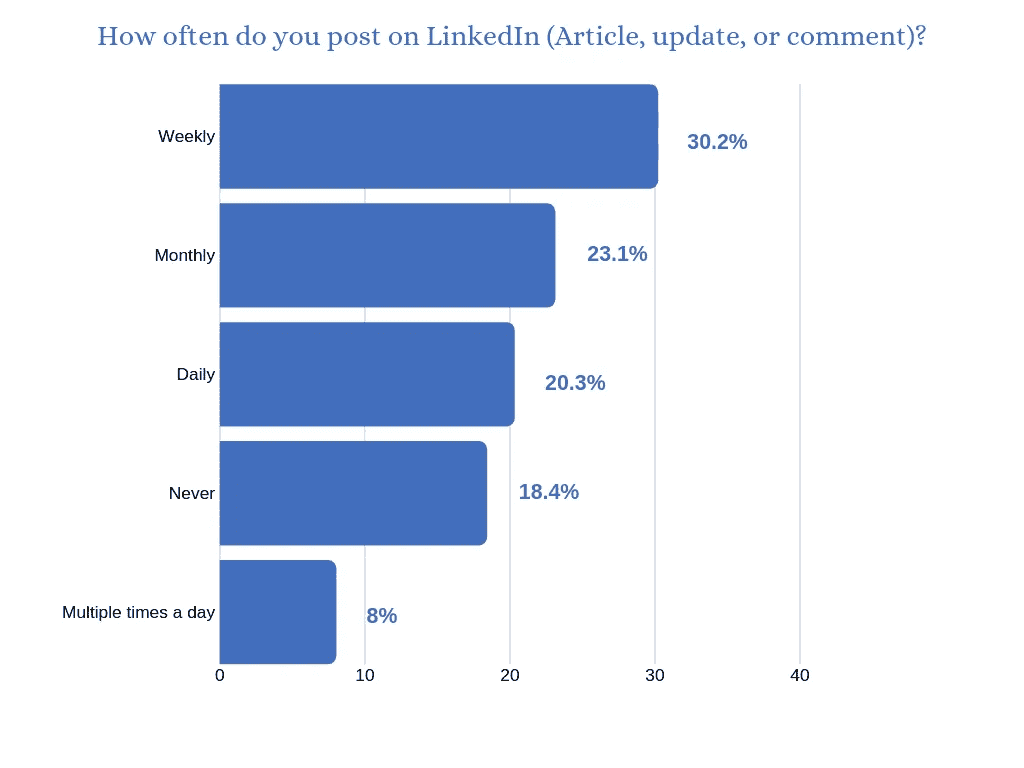 How often do you post on LinkedIn (Article, update, or comment)?
Weekly
30.2%
Monthly
23.1%
Daily
20.3%
Never
18.4%
Multiple times a day
8%
0 10 20 30 40